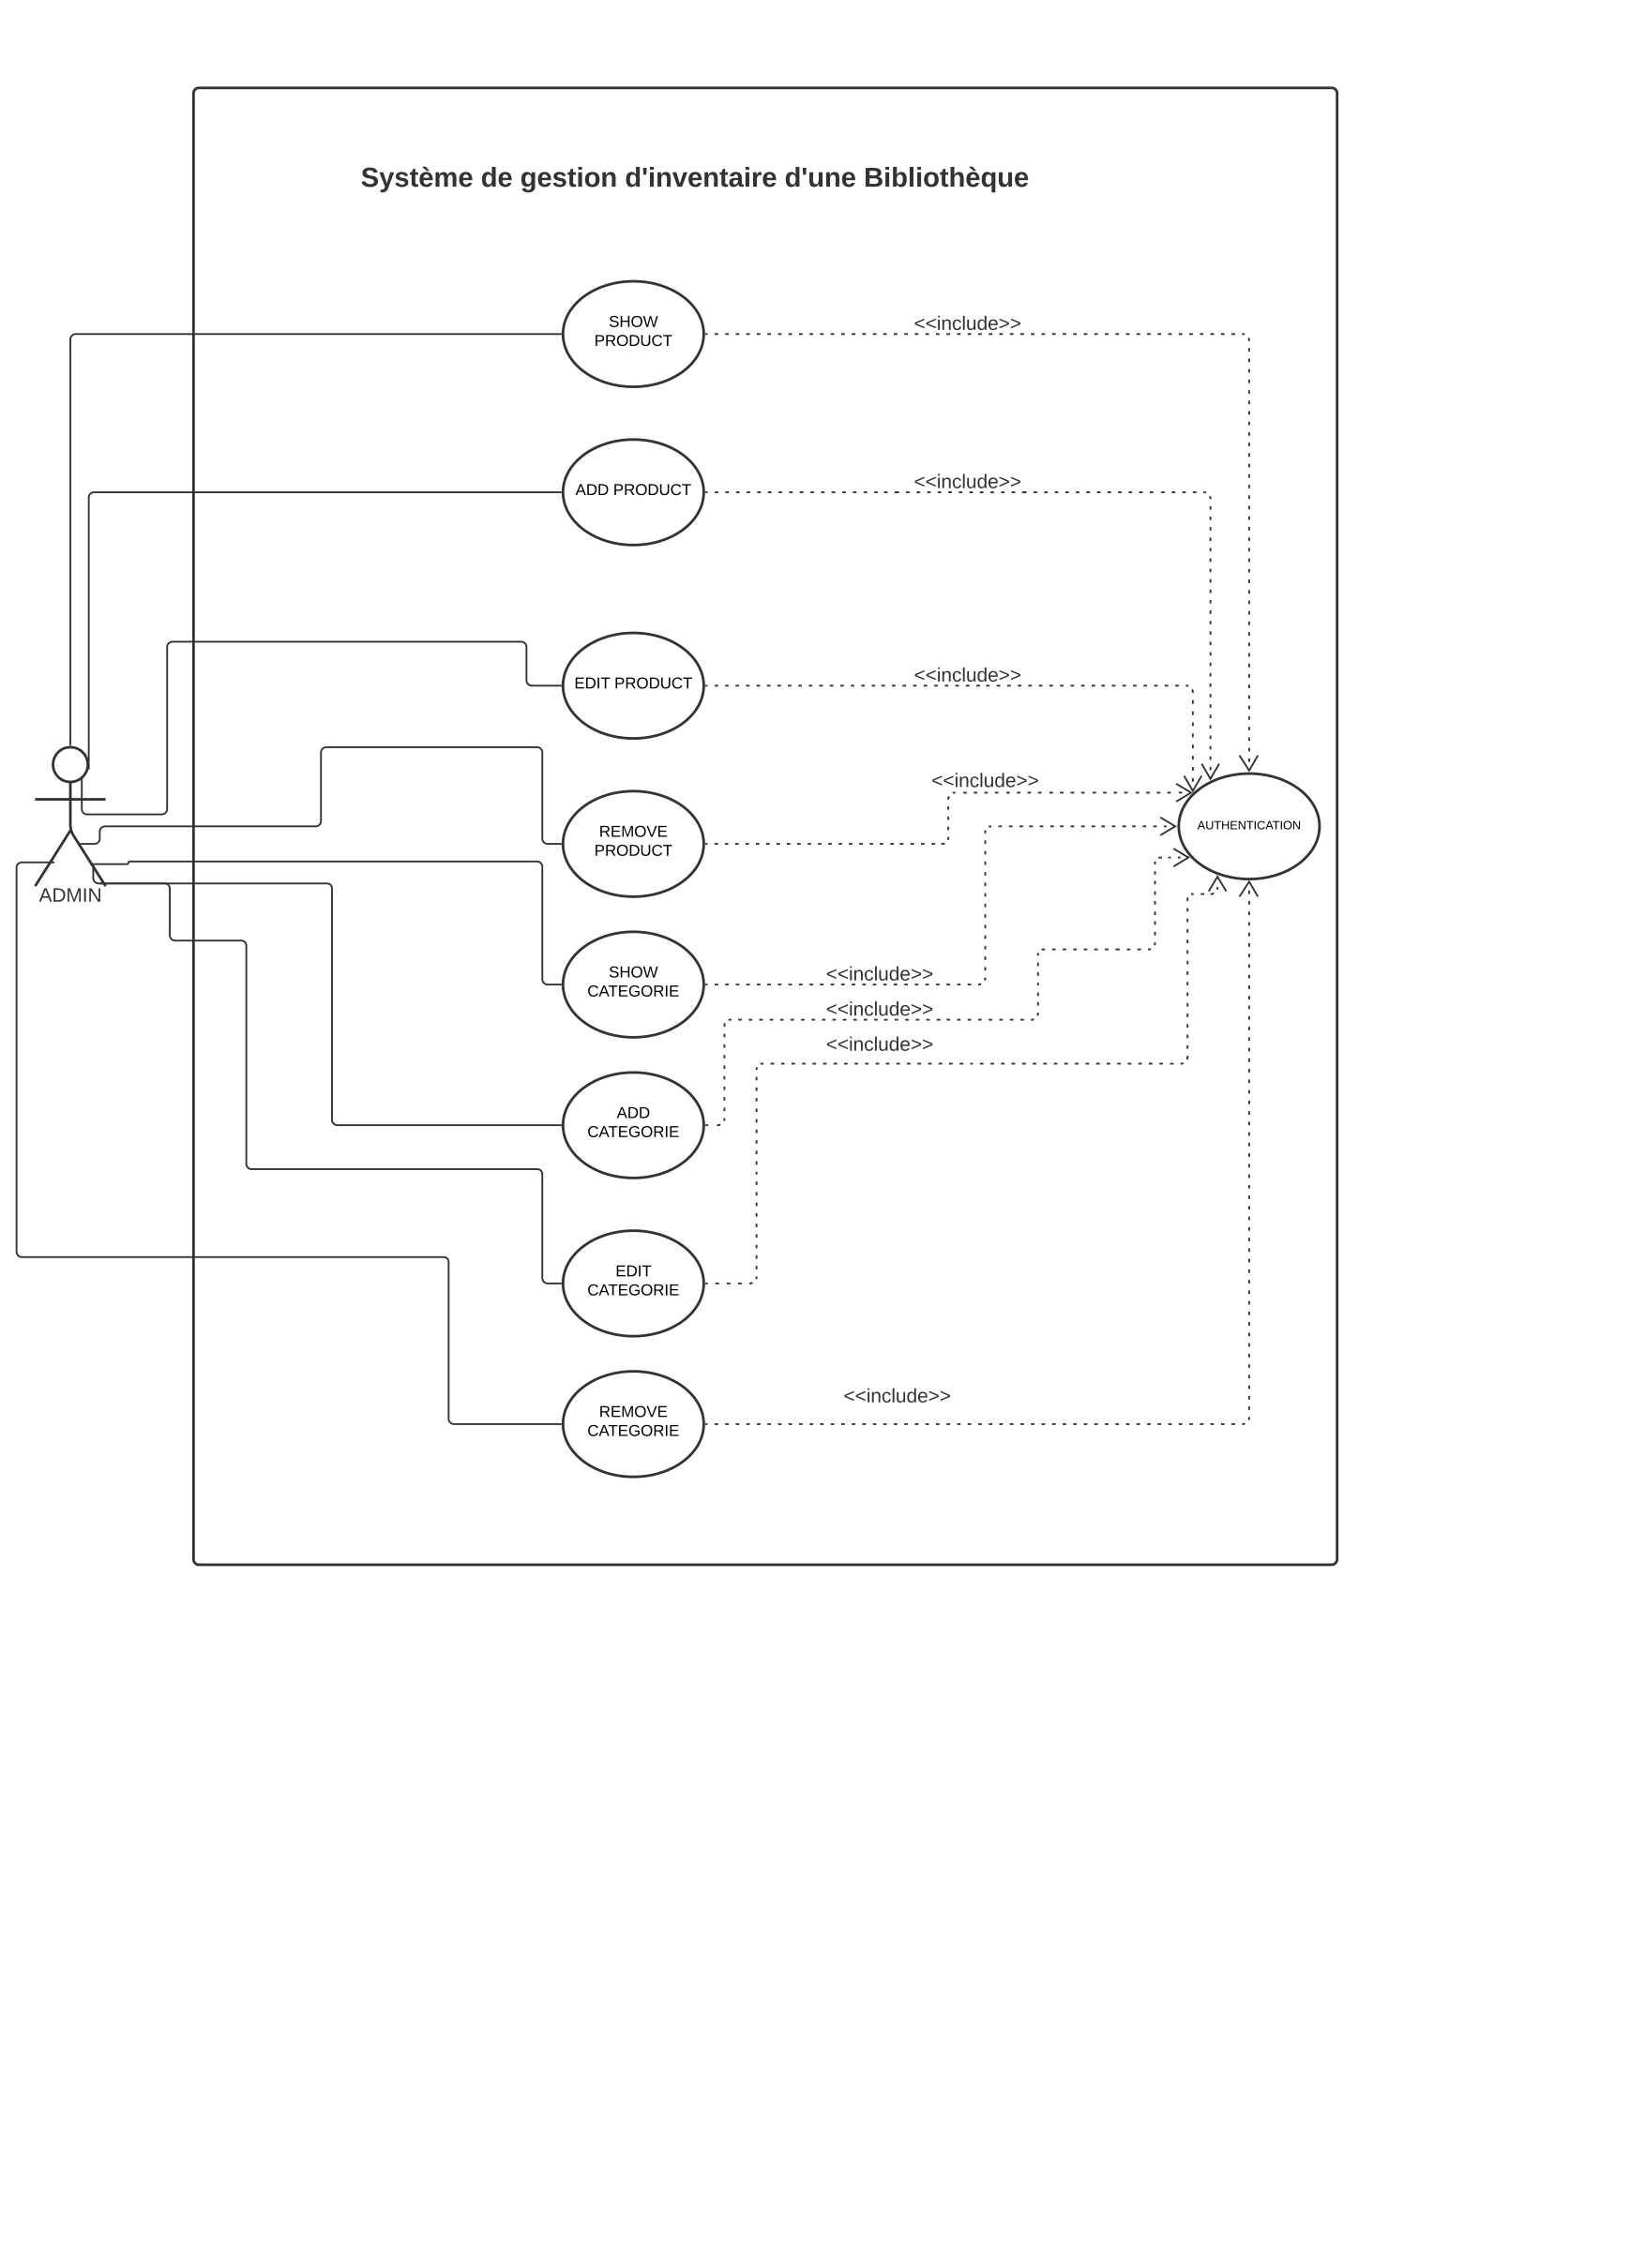 Système de gestion d'inventaire d'une Bibliothèque
SHOW
PRODUCT
<<include>>
ADD PRODUCT
<<include>>
EDIT PRODUCT
<<include>>
<<include>>
REMOVE
PRODUCT
AUTHENTICATION
ADMIN
SHOW
CATEGORIE
<<include>>
<<include>>
<<include>>
ADD
CATEGORIE
EDIT
CATEGORIE
<<include>>
REMOVE
CATEGORIE